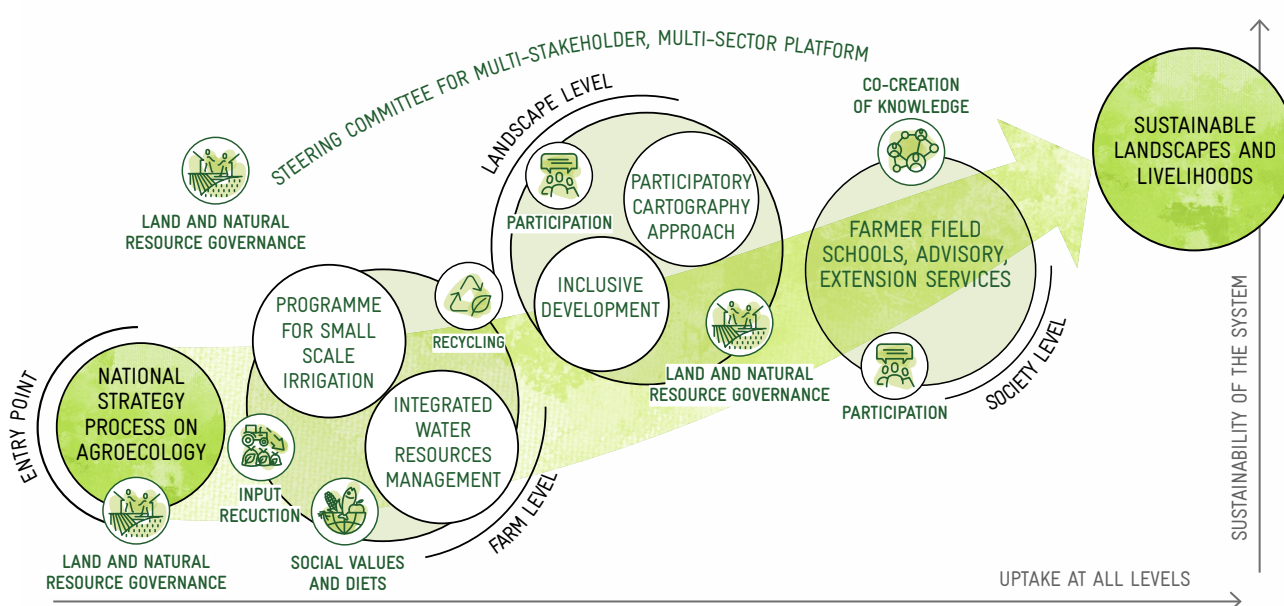 STEERING COMMITTEE FOR MULTI-STAKEHOLDER, MULTI-SECTOR PLATFORM
LAND AND NATURAL
RESOURCE GOVERNANCE
ENTRY POINT
NATIONAL
STRATEGY
PROCESS ON
AGROECOLOGY
LAND AND NATURAL
RESOURCE GOVERNANCE
PROGRAMME
FOR SMALL
SCALE
IRRIGATION
INTEGRATED
WATER
RESOURCES
MANAGEMENT
INPUT
RECUCTION
SOCIAL VALUES
AND DIETS
RECYCLING
FARM LEVEL
LANDSCAPE LEVEL
PARTICIPATION
PARTICIPATORY
CARTOGRAPHY
APPROACH
INCLUSIVE
DEVELOPMENT
LAND AND NATURAL
RESOURCE GOVERNANCE
CO-CREATION
OF KNOWLEDGE
FARMER FIELD
SCHOOLS, ADVISORY,
EXTENSION SERVICES
PARTICIPATION
SOCIETY LEVEL
SUSTAINABLE
LANDSCAPES AND
LIVELIHOODS
SUSTAINABILITY OF THE SYSTEM
UPTAKE AT ALL LEVELS